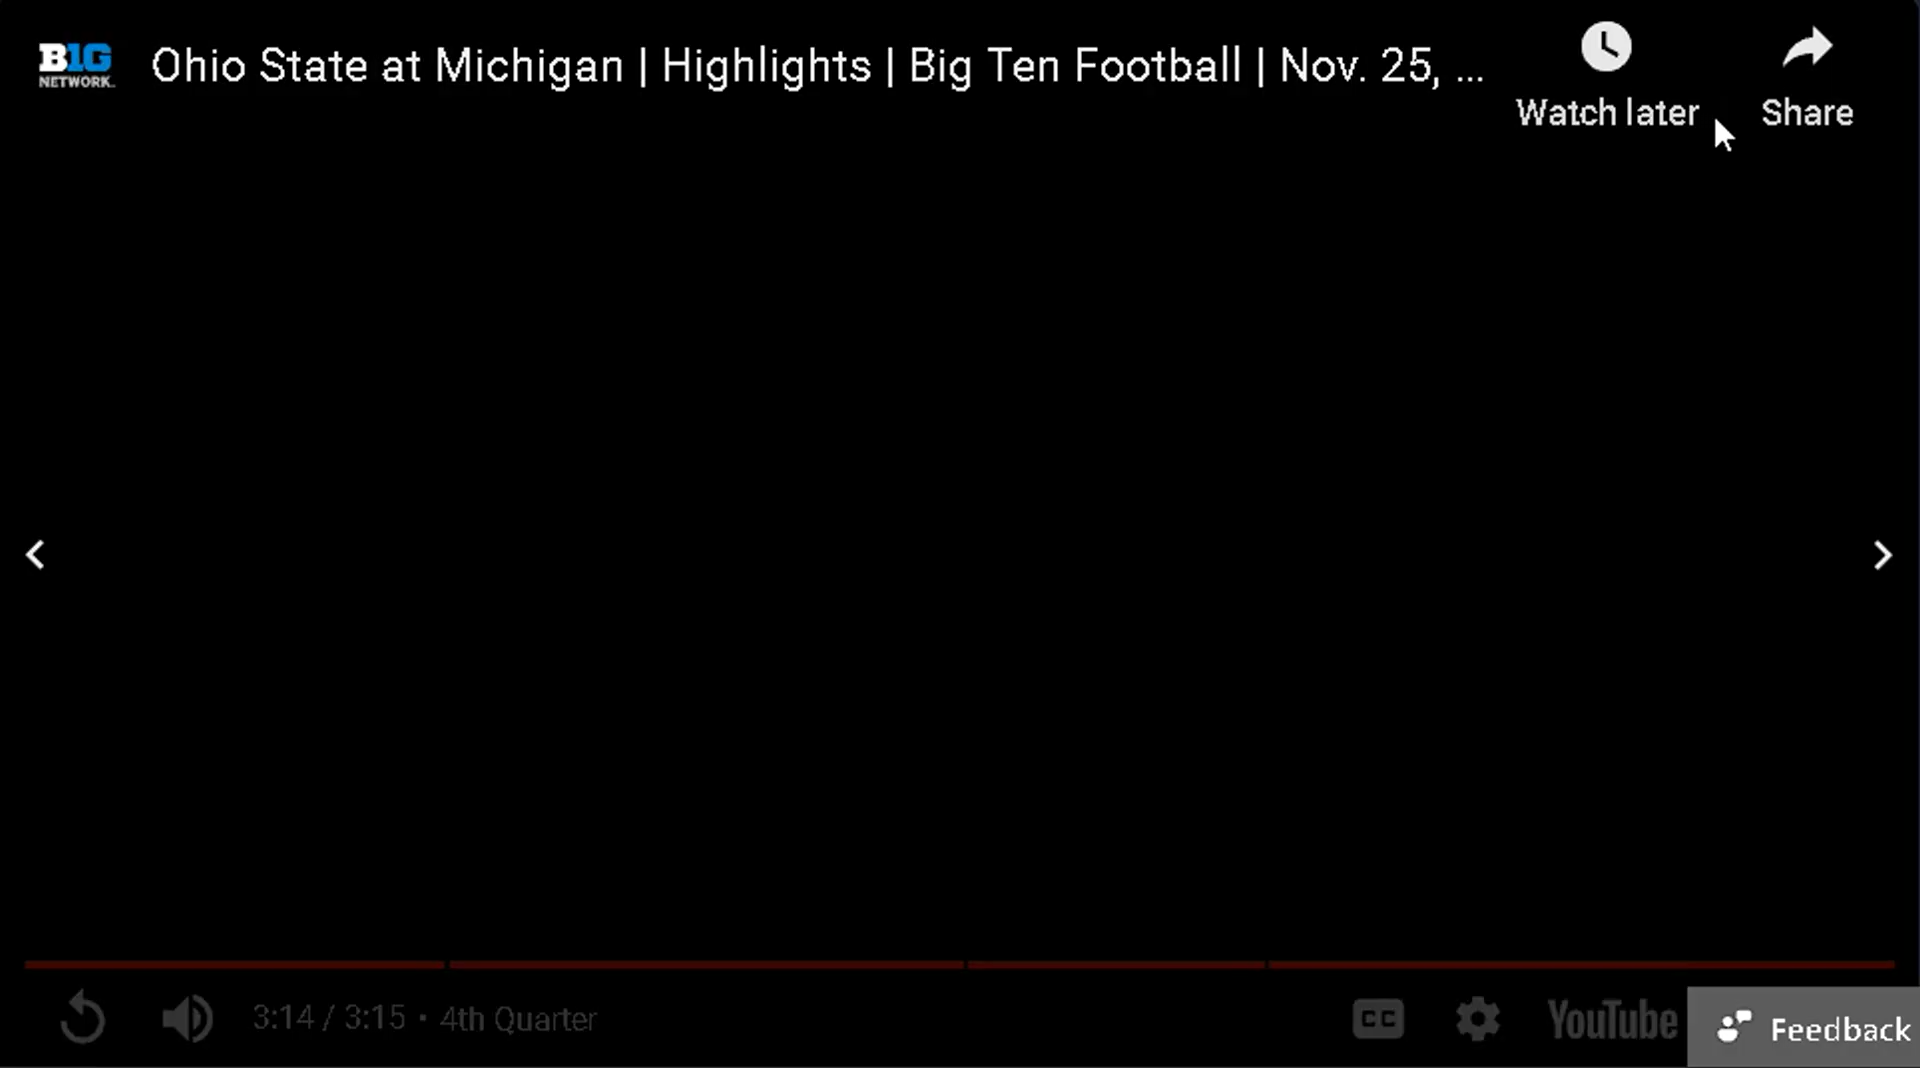 B1G
NETWORK.
Ohio State at Michigan | Highlights | Big Ten Football | Nov. 25, ...
Watch later
Share
3:14 / 3:15 • 4th Quarter
CC
YouTube
Feedback